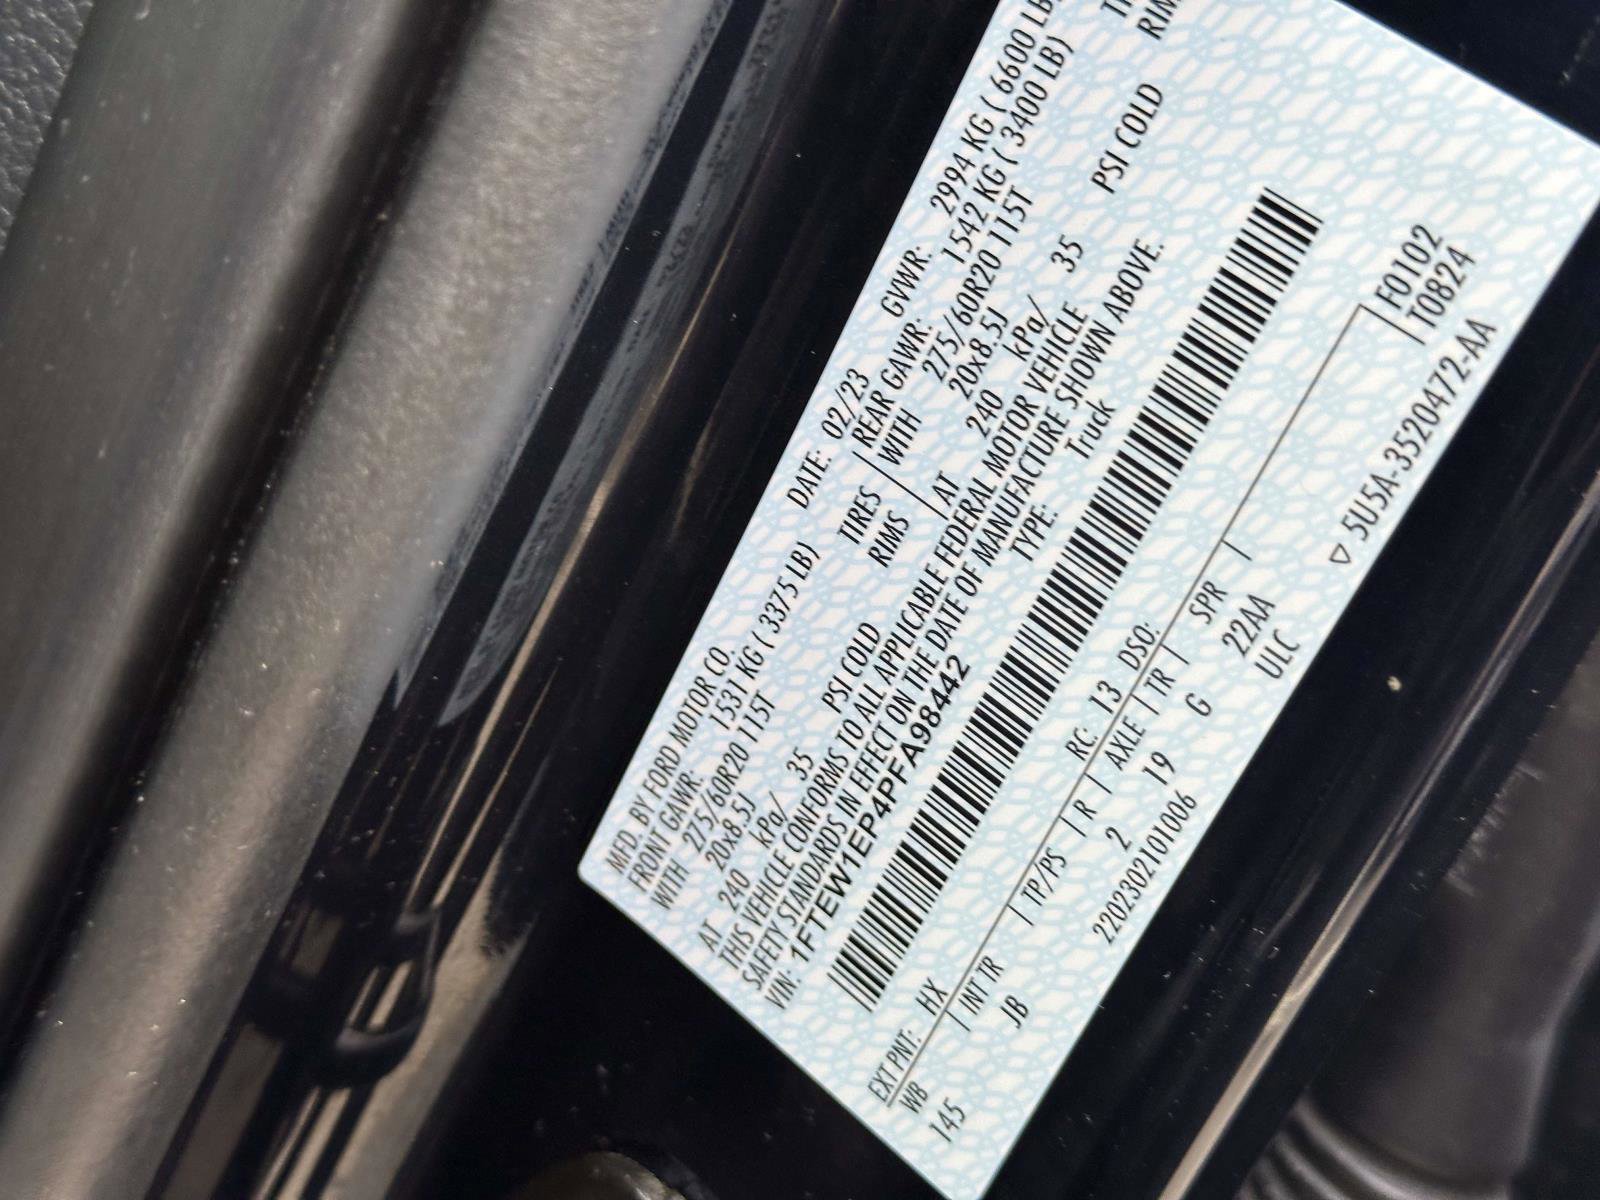 MFD. BY FORD MOTOR CO. DATE: 02/23 GVWR: 2994 KG ( 6600 LB
FRONT GAWR: 1531 KG ( 3375 LB) REAR GAWR: 1542 KG ( 3400 LB)
WITH 275/60R20 115T TIRES WITH 275/60R20 115T
20x8.5J RIMS 20x8.5J RIMS
AT 240 kPa/ 35 PSI COLD AT 240 kPa/ 35 PSI COLD
THIS VEHICLE CONFORMS TO ALL APPLICABLE FEDERAL MOTOR VEHICLE
SAFETY STANDARDS IN EFFECT ON THE DATE OF MANUFACTURE SHOWN ABOVE.
VIN: 1FTEW1EP4PFA98442 TYPE: Truck
EXT PNT: HX RC: 13 DSO: F0102
WB INT TR TP/PS R AXLE TR SPR T0824
145 JB 2 19 G 22AA
ULC
2202302101006 ▽ 5U5A-3520472-AA